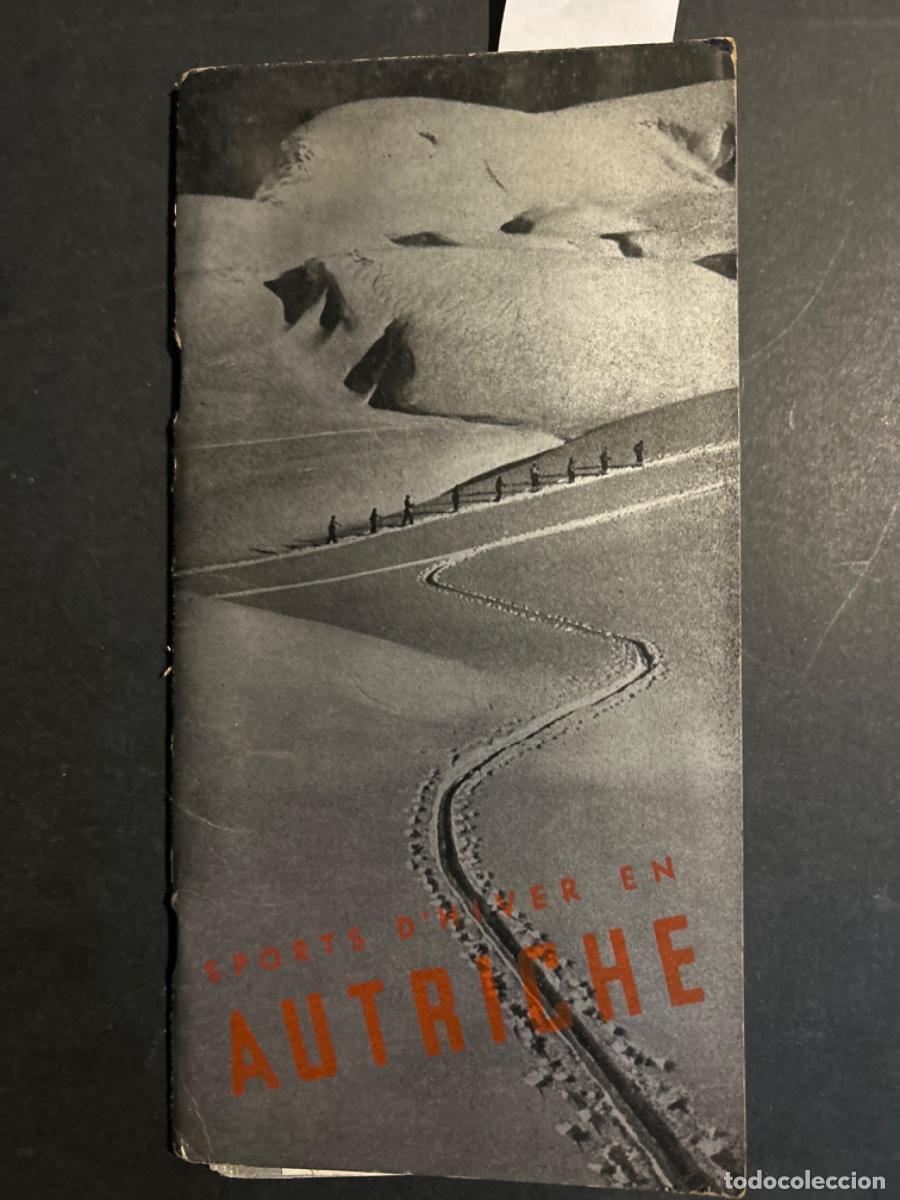 SPORTS D'HIVER EN
AUTRICHE
todocoleccion